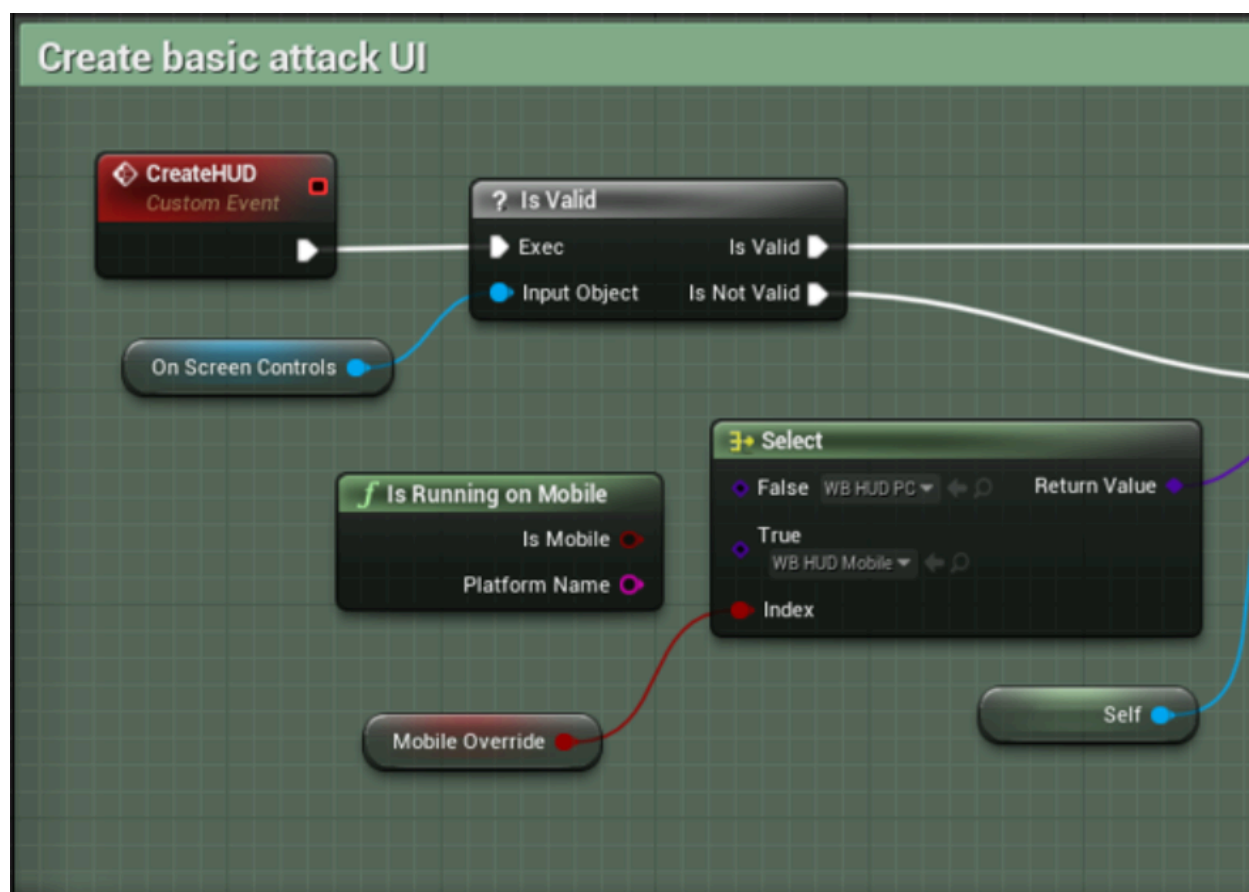 Create basic attack UI
CreateHUD
Custom Event
? Is Valid
Exec
Is Valid
Input Object
Is Not Valid
On Screen Controls
Select
False WB HUD PC
Return Value
True
WB HUD Mobile
Index
f Is Running on Mobile
Is Mobile
Platform Name
Mobile Override
Self